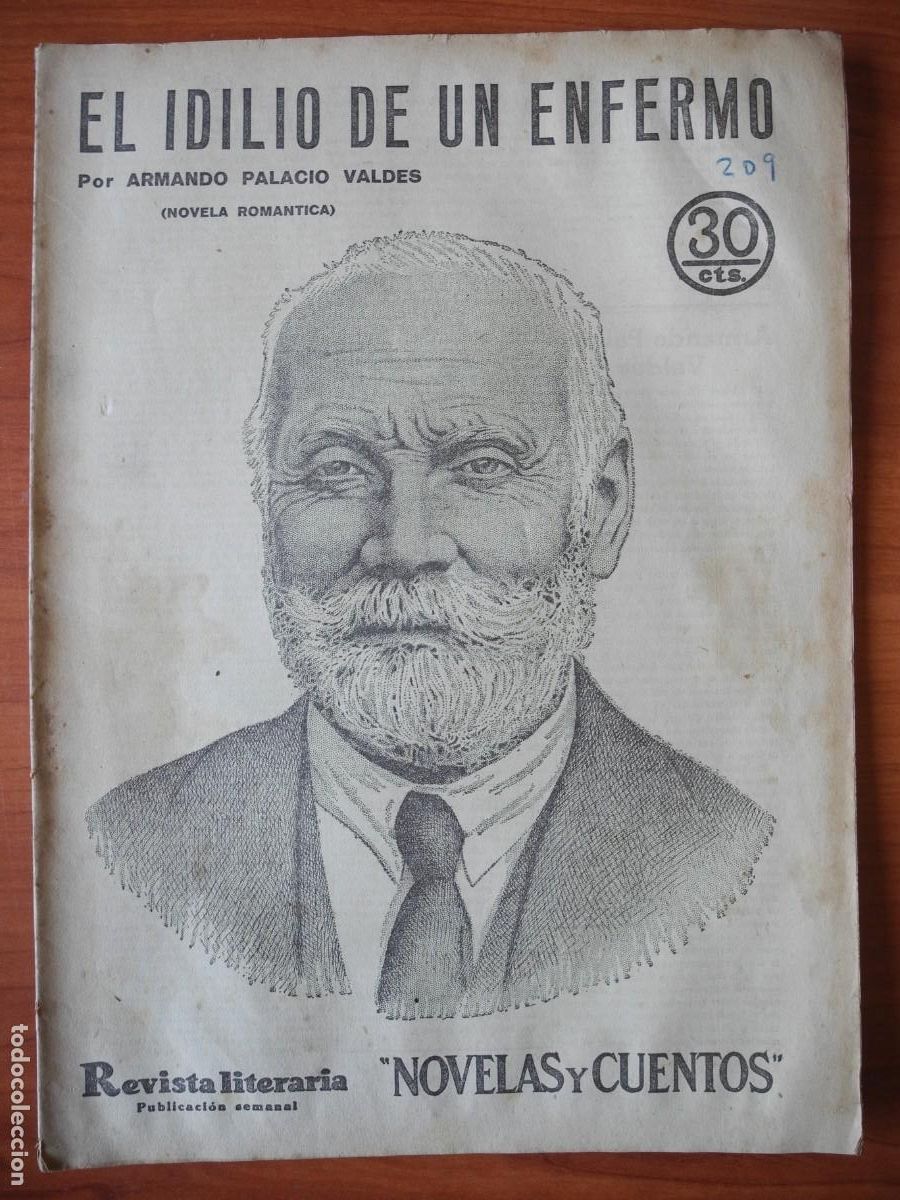 EL IDILIO DE UN ENFERMO
Por ARMANDO PALACIO VALDES
(NOVELA ROMANTICA)
209
30
cts.
Revista literaria "NOVELAS Y CUENTOS"
Publicación semanal
todocoleccion